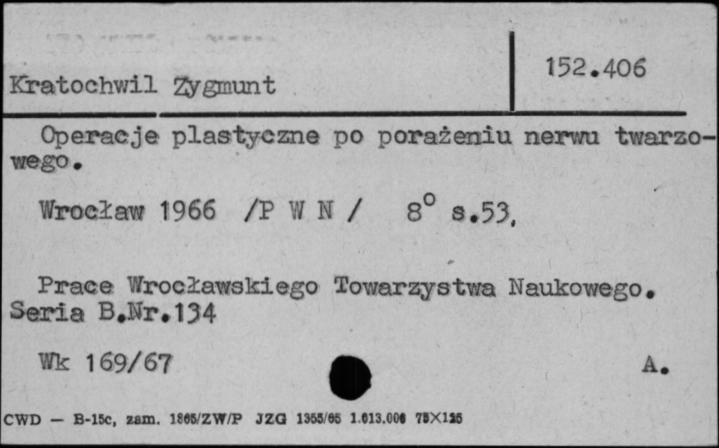 Kratochwil Zygmunt
152.406
Operacje plastyczne po porażeniu nerwu twarzo-
wego.
Wrocław 1966 /P W N / 8° s.53,
Prace Wrocławskiego Towarzystwa Naukowego.
Seria B.Nr.134
Wk 169/67 A.
CWD — B-15c, zam. 1865/ZW/P JZG 1355/65 1.013.000 75X125